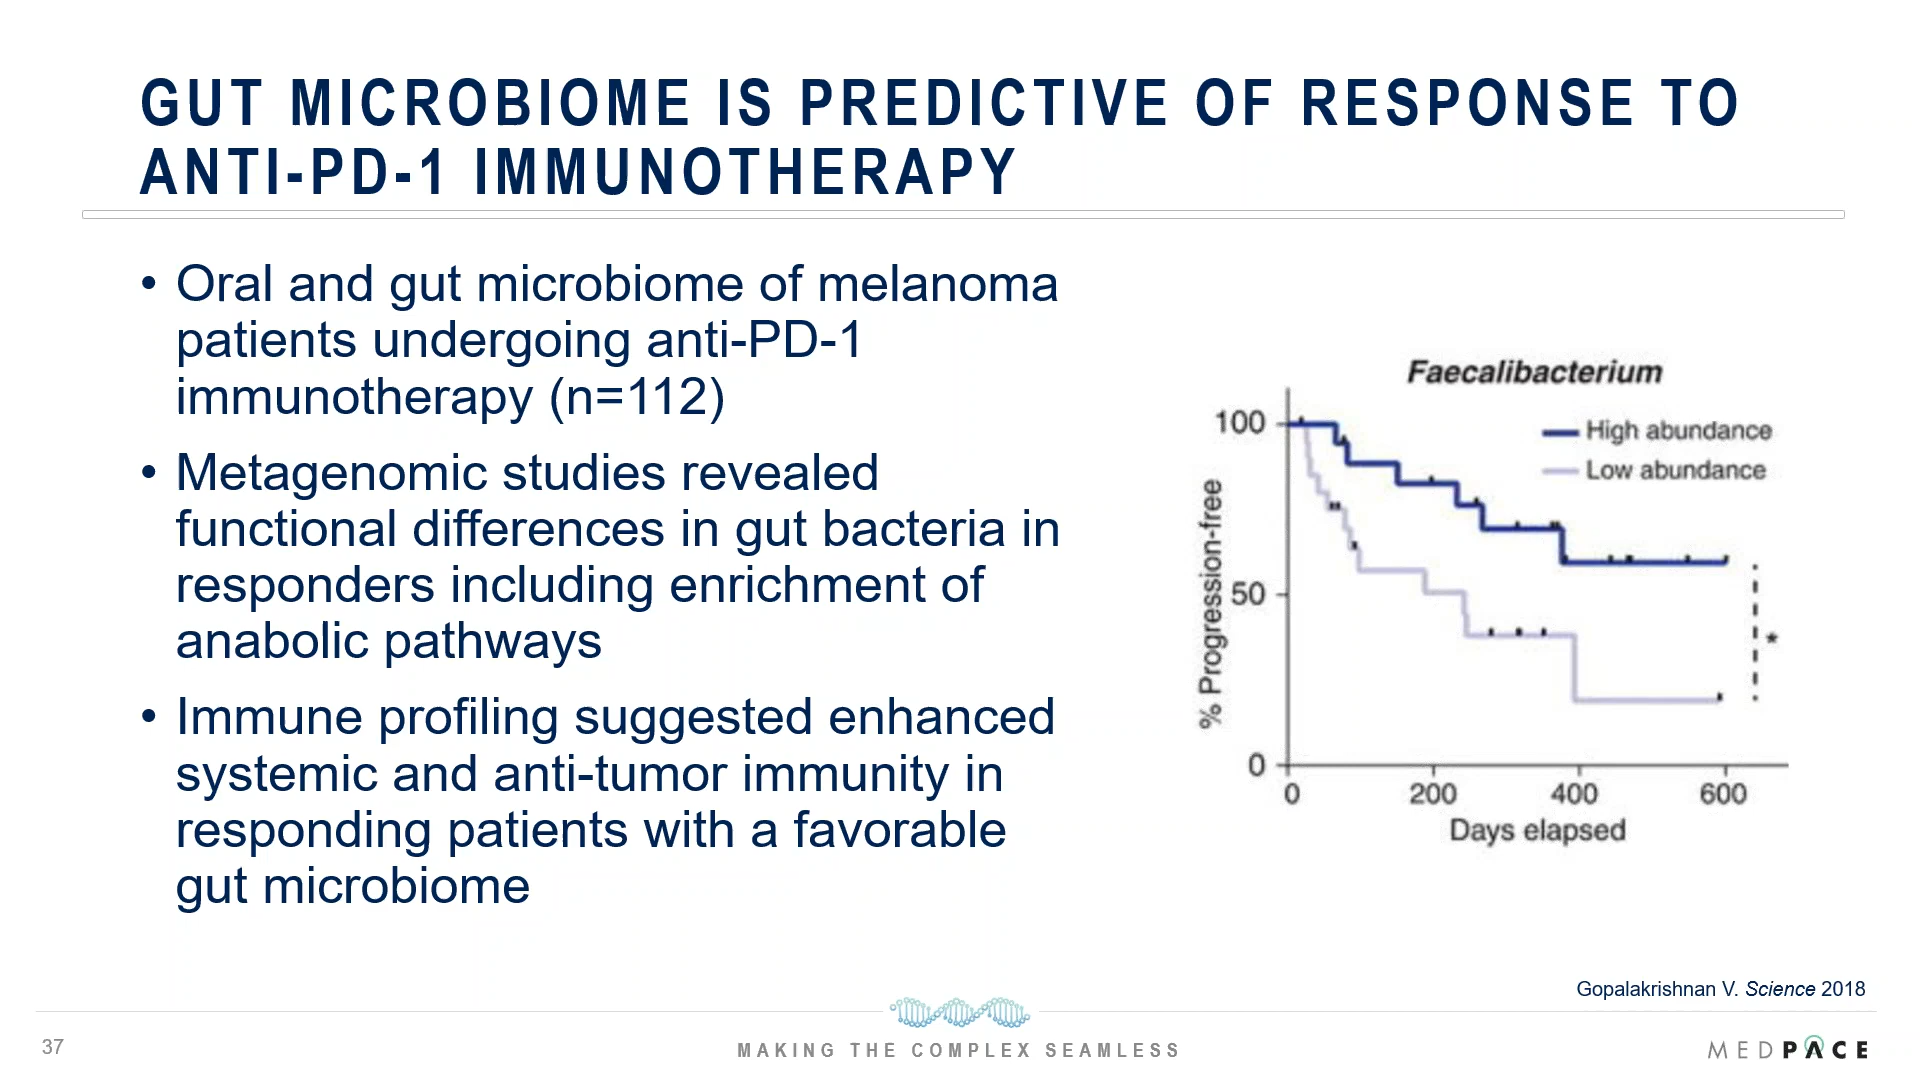 GUT MICROBIOME IS PREDICTIVE OF RESPONSE TO
ANTI-PD-1 IMMUNOTHERAPY
• Oral and gut microbiome of melanoma
patients undergoing anti-PD-1
immunotherapy (n=112)
• Metagenomic studies revealed
functional differences in gut bacteria in
responders including enrichment of
anabolic pathways
• Immune profiling suggested enhanced
systemic and anti-tumor immunity in
responding patients with a favorable
gut microbiome
Faecalibacterium
High abundance
Low abundance
% Progression-free
100
50
0
0 200 400 600
Days elapsed
*
Gopalakrishnan V. Science 2018
37
MAKING THE COMPLEX SEAMLESS
MEDPACE